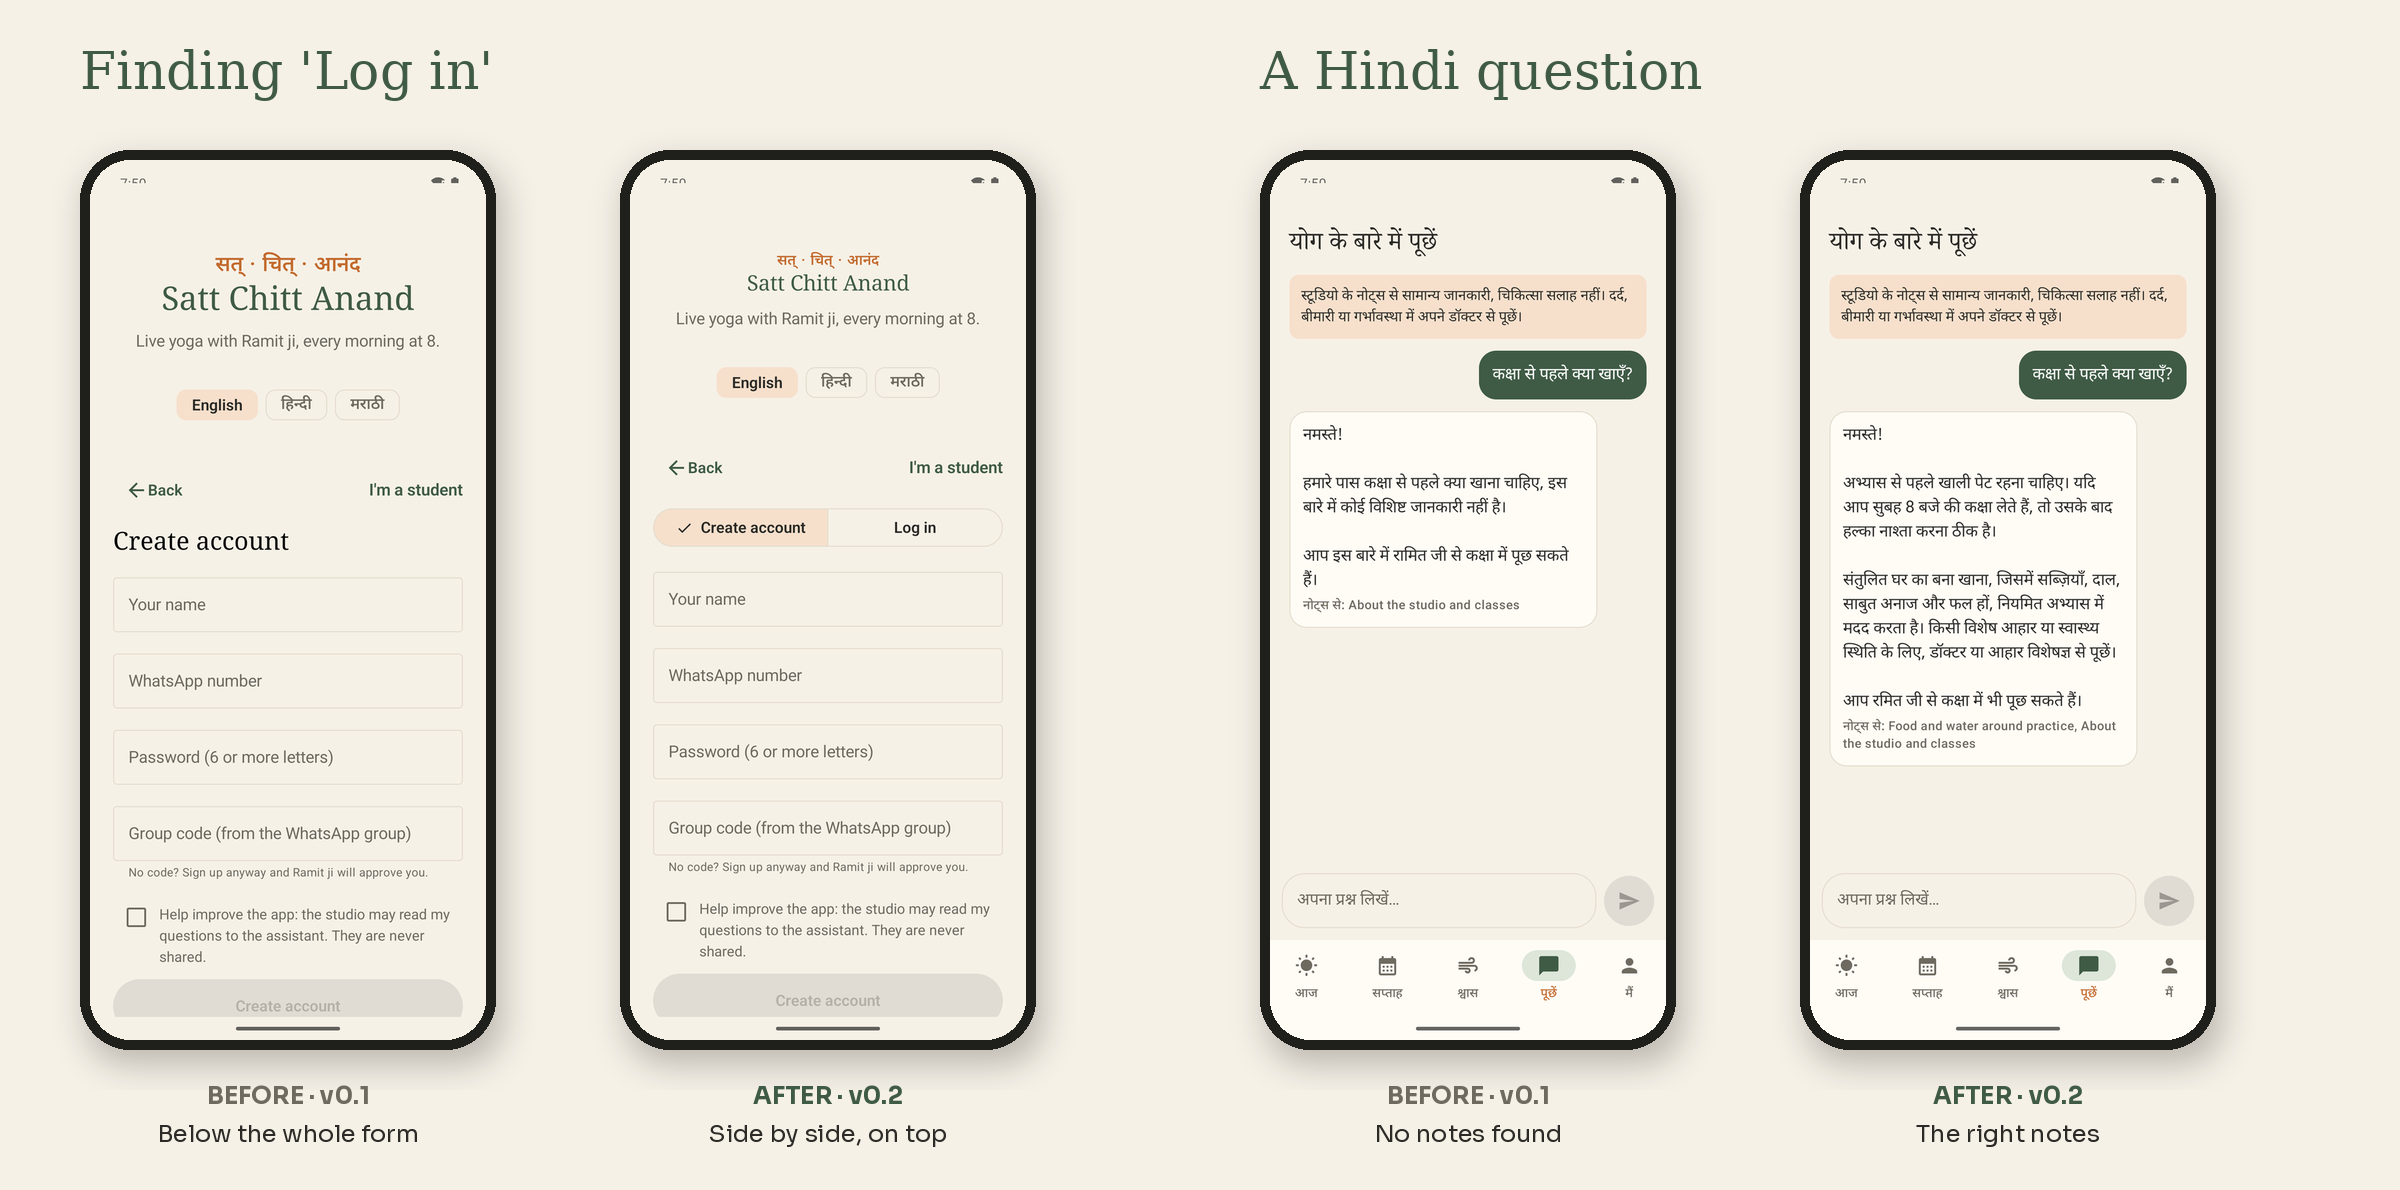 Finding 'Log in'
A Hindi question
7:50
सत् · चित् · आनंद
Satt Chitt Anand
Live yoga with Ramit ji, every morning at 8.
English
हिन्दी
मराठी
Back
I'm a student
Create account
Your name
WhatsApp number
Password (6 or more letters)
Group code (from the WhatsApp group)
No code? Sign up anyway and Ramit ji will approve you.
Help improve the app: the studio may read my
questions to the assistant. They are never
shared.
Create account
BEFORE · v0.1
Below the whole form
7:50
सत् · चित् · आनंद
Satt Chitt Anand
Live yoga with Ramit ji, every morning at 8.
English
हिन्दी
मराठी
Back
I'm a student
Create account
Log in
Your name
WhatsApp number
Password (6 or more letters)
Group code (from the WhatsApp group)
No code? Sign up anyway and Ramit ji will approve you.
Help improve the app: the studio may read my
questions to the assistant. They are never
shared.
Create account
AFTER · v0.2
Side by side, on top
7:50
योग के बारे में पूछें
स्टूडियो के नोट्स से सामान्य जानकारी, चिकित्सा सलाह नहीं। दर्द,
बीमारी या गर्भावस्था में अपने डॉक्टर से पूछें।
कक्षा से पहले क्या खाएँ?
नमस्ते!
हमारे पास कक्षा से पहले क्या खाना चाहिए, इस
बारे में कोई विशिष्ट जानकारी नहीं है।
आप इस बारे में रामित जी से कक्षा में पूछ सकते
हैं।
नोट्स से: About the studio and classes
अपना प्रश्न लिखें…
आज
सप्ताह
श्वास
पूछें
मैं
BEFORE · v0.1
No notes found
7:50
योग के बारे में पूछें
स्टूडियो के नोट्स से सामान्य जानकारी, चिकित्सा सलाह नहीं। दर्द,
बीमारी या गर्भावस्था में अपने डॉक्टर से पूछें।
कक्षा से पहले क्या खाएँ?
नमस्ते!
अभ्यास से पहले खाली पेट रहना चाहिए। यदि
आप सुबह 8 बजे की कक्षा लेते हैं, तो उसके बाद
हल्का नाश्ता करना ठीक है।
संतुलित घर का बना खाना, जिसमें सब्ज़ियाँ, दाल,
साबुत अनाज और फल हों, नियमित अभ्यास में
मदद करता है। किसी विशेष आहार या स्वास्थ्य
स्थिति के लिए, डॉक्टर या आहार विशेषज्ञ से पूछें।
आप रमित जी से कक्षा में भी पूछ सकते हैं।
नोट्स से: Food and water around practice, About
the studio and classes
अपना प्रश्न लिखें…
आज
सप्ताह
श्वास
पूछें
मैं
AFTER · v0.2
The right notes